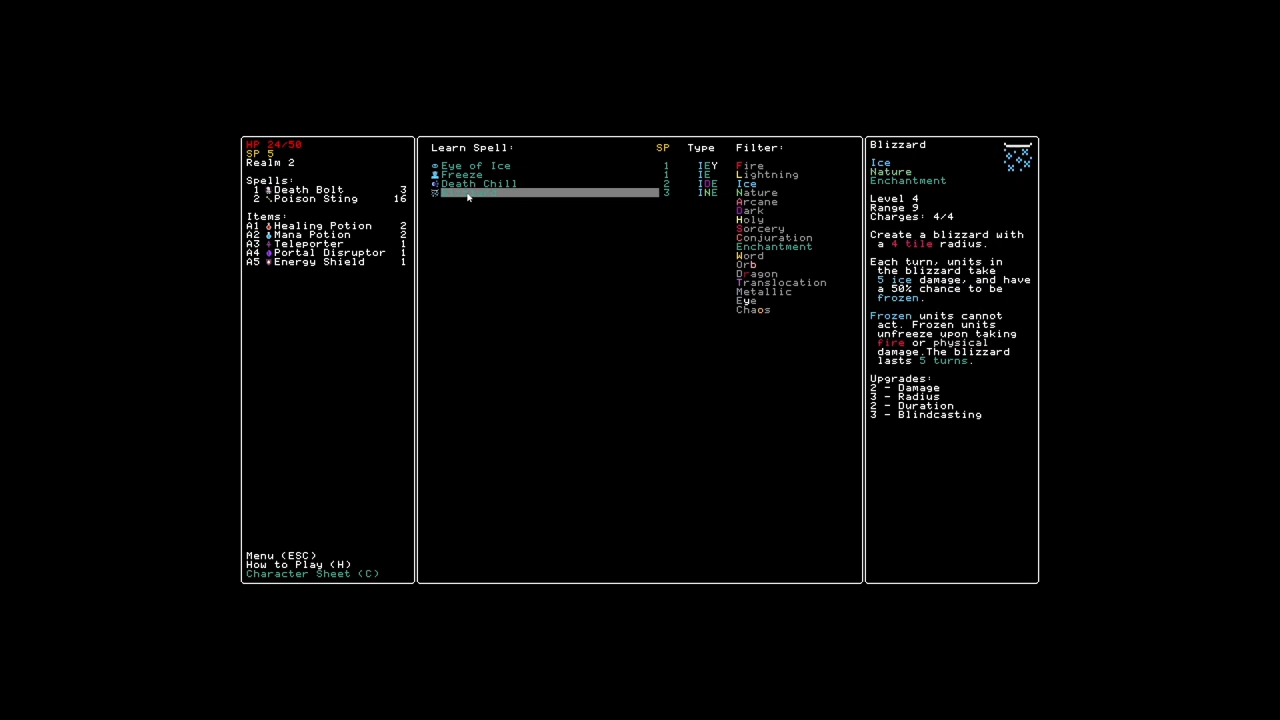 HP 24/50
SP 5
Realm 2
Spells:
1 Death Bolt 3
2 Poison Sting 16
Items:
A1 Healing Potion 2
A2 Mana Potion 2
A3 Teleporter 1
A4 Portal Disruptor 1
A5 Energy Shield 1
Menu (ESC)
How to Play (H)
Character Sheet (C)
Learn Spell: SP Type
Eye of Ice 1 IEY
Freeze 1 IE
Death Chill 2 IDE
3 INE
Filter:
Fire
Lightning
Ice
Nature
Arcane
Dark
Holy
Sorcery
Conjuration
Enchantment
Word
Orb
Dragon
Translocation
Metallic
Eye
Chaos
Blizzard
Ice
Nature
Enchantment
Level 4
Range 9
Charges: 4/4
Create a blizzard with
a 4 tile radius.
Each turn, units in
the blizzard take
5 ice damage, and have
a 50% chance to be
frozen.
Frozen units cannot
act. Frozen units
unfreeze upon taking
fire or physical
damage.The blizzard
lasts 5 turns.
Upgrades:
2 - Damage
3 - Radius
2 - Duration
3 - Blindcasting